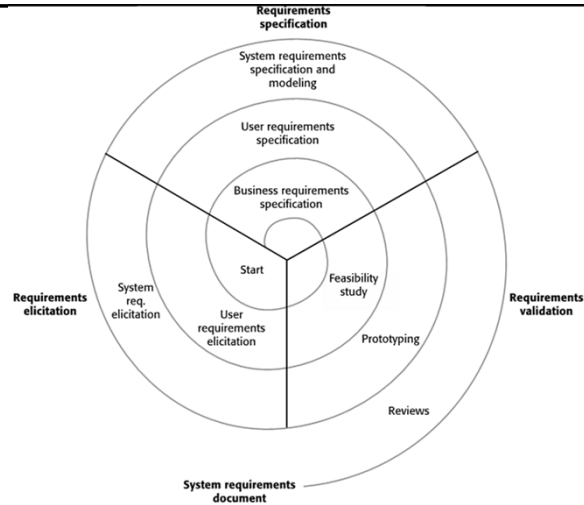 Requirements
specification
System requirements
specification and
modeling
User requirements
specification
Business requirements
specification
Start
Feasibility
study
System
req.
elicitation
User
requirements
elicitation
Requirements
elicitation
Requirements
validation
Prototyping
Reviews
System requirements
document